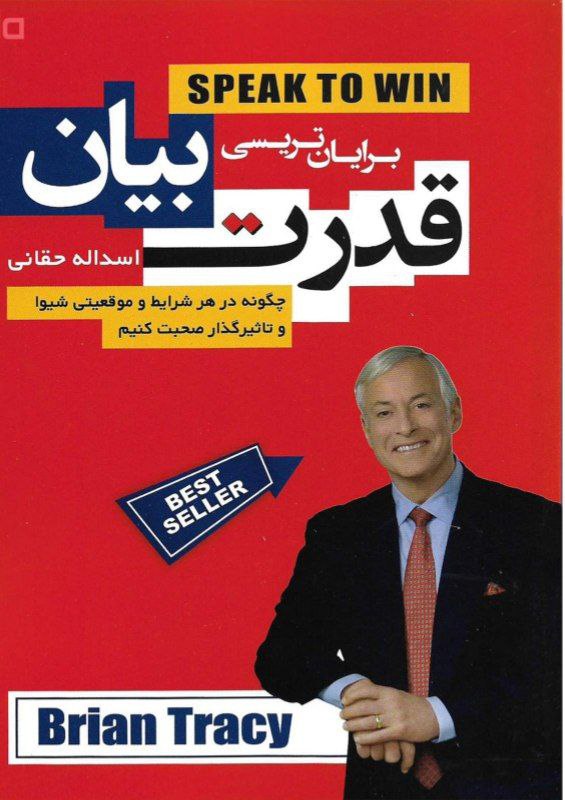 SPEAK TO WIN
برایان تریسی
قدرت بیان
اسداله حقانی
چگونه در هر شرایط و موقعیتی شیوا
و تاثیرگذار صحبت کنیم
BEST
SELLER
Brian Tracy